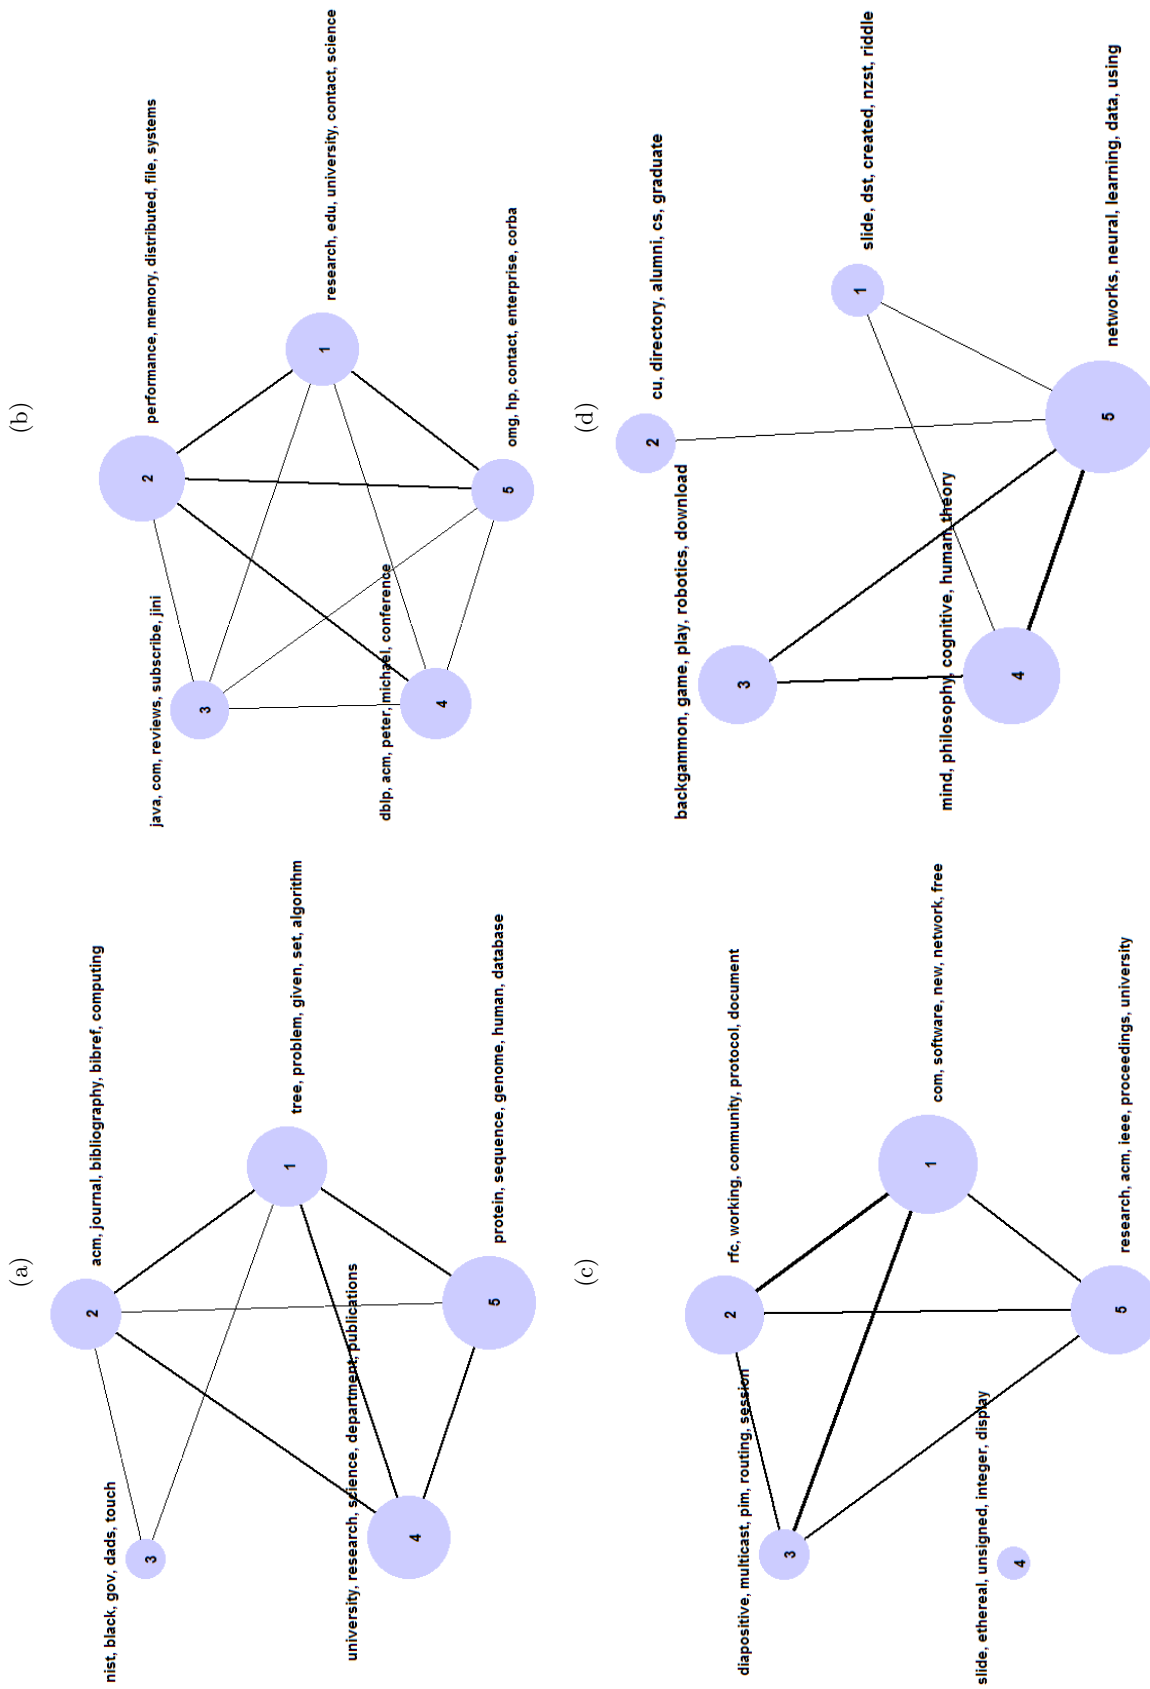 (a)
acm, journal, bibliography, bibref, computing
2
tree, problem, given, set, algorithm
1
nist, black, gov, dads, touch
3
university, research, science, department, publications
4
protein, sequence, genome, human, database
5
(b)
performance, memory, distributed, file, systems
2
research, edu, university, contact, science
1
java, com, reviews, subscribe, jini
3
dblp, acm, peter, michael, conference
4
omg, hp, contact, enterprise, corba
5
(c)
rfc, working, community, protocol, document
2
com, software, new, network, free
1
diapositive, multicast, pim, routing, session
3
slide, ethereal, unsigned, integer, display
4
research, acm, ieee, proceedings, university
5
(d)
cu, directory, alumni, cs, graduate
2
slide, dst, created, nzst, riddle
1
backgammon, game, play, robotics, download
3
mind, philosophy, cognitive, human, theory
4
networks, neural, learning, data, using
5